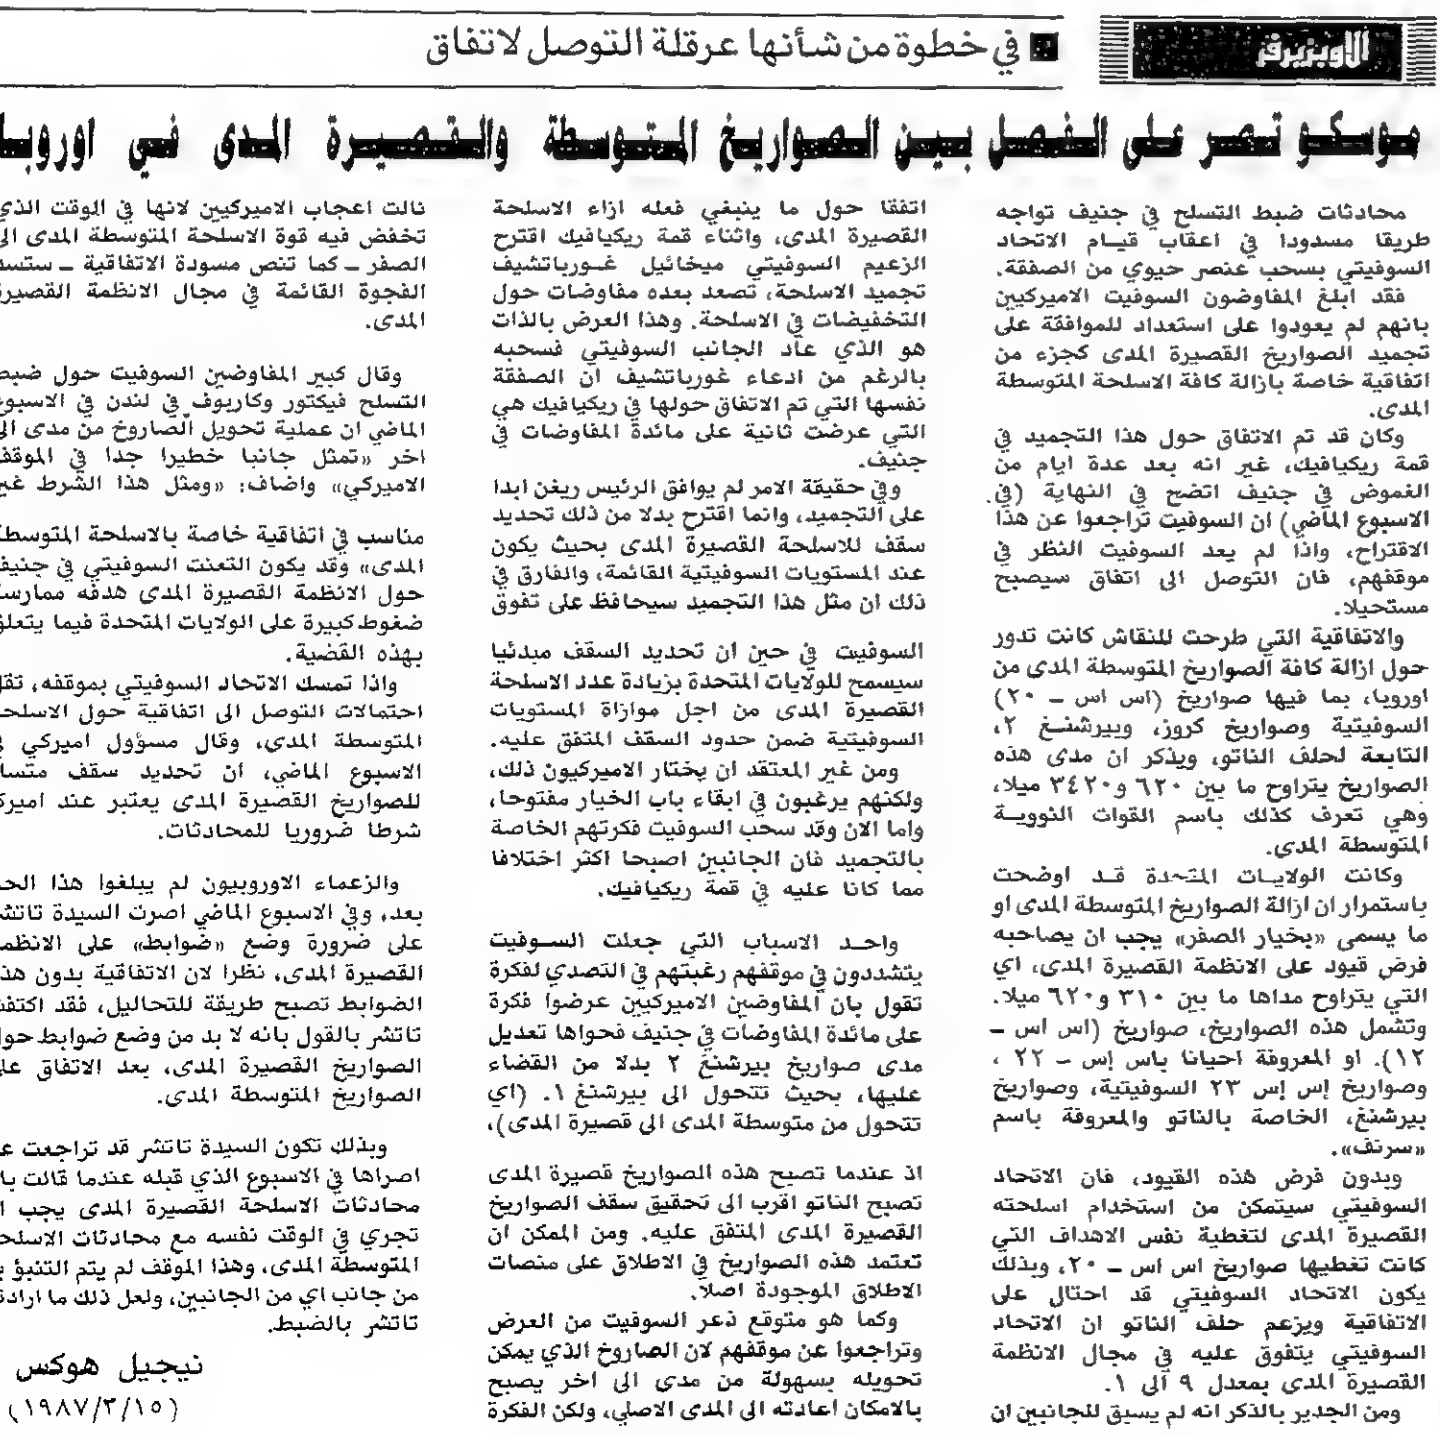 الاوبزيرفر
في خطوة من شأنها عرقلة التوصل لاتفاق
موسكو تصر على الفصل بين الصواريخ المتوسطة والقصيرة المدى في اوروبا
محادثات ضبط التسلح في جنيف تواجه
طريقا مسدودا في اعقاب قيام الاتحاد
السوفيتي بسحب عنصر حيوي من الصفقة.
فقد ابلغ المفاوضون السوفيت الاميركيين
بانهم لم يعودوا على استعداد للموافقة على
تجميد الصواريخ القصيرة المدى كجزء من
اتفاقية خاصة بازالة كافة الاسلحة المتوسطة
المدى.
وكان قد تم الاتفاق حول هذا التجميد في
قمة ريكيافيك، غير انه بعد عدة ايام من
الغموض في جنيف اتضح في النهاية (في
الاسبوع الماضي) ان السوفيت تراجعوا عن هذا
الاقتراح، واذا لم يعد السوفيت النظر في
موقفهم، فان التوصل الى اتفاق سيصبح
مستحيلا.
والاتفاقية التي طرحت للنقاش كانت تدور
حول ازالة كافة الصواريخ المتوسطة المدى من
اوروبا، بما فيها صواريخ (اس اس – ٢٠)
السوفيتية وصواريخ كروز، وبيرشنغ ٢،
التابعة لحلف الناتو، ويذكر ان مدى هذه
الصواريخ يتراوح ما بين ٦٢٠ و٣٤٢٠ ميلا،
وهي تعرف كذلك باسم القوات النووية
المتوسطة المدى.
وكانت الولايات المتحدة قد اوضحت
باستمرار ان ازالة الصواريخ المتوسطة المدى او
ما يسمى «بخيار الصفر» يجب ان يصاحبه
فرض قيود على الانظمة القصيرة المدى، اي
التي يتراوح مداها ما بين ٣١٠ و٦٢٠ ميلا.
وتشمل هذه الصواريخ، صواريخ (اس اس –
١٢). او المعروفة احيانا باس إس – ٢٢ ،
وصواريخ إس إس ٢٣ السوفيتية، وصواريخ
بيرشنغ، الخاصة بالناتو والمعروفة باسم
«سرتف».
وبدون فرض هذه القيود، فان الاتحاد
السوفيتي سيتمكن من استخدام اسلحته
القصيرة المدى لتغطية نفس الاهداف التي
كانت تغطيها صواريخ اس اس – ٢٠، وبذلك
يكون الاتحاد السوفيتي قد احتال على
الاتفاقية ويزعم حلف الناتو ان الاتحاد
السوفيتي يتفوق عليه في مجال الانظمة
القصيرة المدى بمعدل ٩ الى ١.
ومن الجدير بالذكر انه لم يسبق للجانبين ان
اتفقا حول ما ينبغي فعله ازاء الاسلحة
القصيرة المدى، واثناء قمة ريكيافيك اقترح
الزعيم السوفيتي ميخائيل غورباتشيف
تجميد الاسلحة، تصعد بعده مفاوضات حول
التخفيضات في الاسلحة. وهذا العرض بالذات
هو الذي عاد الجانب السوفيتي فسحبه
بالرغم من ادعاء غورباتشيف ان الصفقة
نفسها التي تم الاتفاق حولها في ريكيافيك هي
التي عرضت ثانية على مائدة المفاوضات في
جنيف.
وفي حقيقة الامر لم يوافق الرئيس ريغن ابدا
على التجميد، وانما اقترح بدلا من ذلك تحديد
سقف للاسلحة القصيرة المدى بحيث يكون
عند المستويات السوفيتية القائمة، والفارق في
ذلك ان مثل هذا التجميد سيحافظ على تفوق
السوفيت في حين ان تحديد السقف مبدئيا
سيسمح للولايات المتحدة بزيادة عدد الاسلحة
القصيرة المدى من اجل موازاة المستويات
السوفيتية ضمن حدود السقف المتفق عليه.
ومن غير المعتقد ان يختار الاميركيون ذلك،
ولكنهم يرغبون في ابقاء باب الخيار مفتوحا،
واما الان وقد سحب السوفيت فكرتهم الخاصة
بالتجميد فان الجانبين اصبحا اكثر اختلافا
مما كانا عليه في قمة ريكيافيك.
واحد الاسباب التي جعلت السوفيت
يتشددون في موقفهم رغبتهم في التصدي لفكرة
تقول بان المفاوضين الاميركيين عرضوا فكرة
على مائدة المفاوضات في جنيف فحواها تعديل
مدى صواريخ بيرشنغ ٢ بدلا من القضاء
عليها، بحيث تتحول الى بيرشنغ ١. (اي
تتحول من متوسطة المدى الى قصيرة المدى)،
اذ عندما تصبح هذه الصواريخ قصيرة المدى
تصبح الناتو اقرب الى تحقيق سقف الصواريخ
القصيرة المدى المتفق عليه. ومن الممكن ان
تعتمد هذه الصواريخ في الاطلاق على منصات
الاطلاق الموجودة اصلا.
وكما هو متوقع ذعر السوفيت من العرض
وتراجعوا عن موقفهم لان الصاروخ الذي يمكن
تحويله بسهولة من مدى الى اخر يصبح
بالامكان اعادته الى المدى الاصلي، ولكن الفكرة
نالت اعجاب الاميركيين لانها في الوقت الذي
تخفض فيه قوة الاسلحة المتوسطة المدى الى
الصفر – كما تنص مسودة الاتفاقية – ستسد
الفجوة القائمة في مجال الانظمة القصيرة
المدى.
وقال كبير المفاوضين السوفيت حول ضبط
التسلح فيكتور وكاربوف في لندن في الاسبوع
الماضي ان عملية تحويل الصاروخ من مدى الى
اخر «تمثل جانبا خطيرا جدا في الموقف
الاميركي» واضاف: «ومثل هذا الشرط غير
مناسب في اتفاقية خاصة بالاسلحة المتوسطة
المدى» وقد يكون التعنت السوفيتي في جنيف
حول الانظمة القصيرة المدى هدفه ممارسة
ضغوط كبيرة على الولايات المتحدة فيما يتعلق
بهذه القضية.
واذا تمسك الاتحاد السوفيتي بموقفه، تقل
احتمالات التوصل الى اتفاقية حول الاسلحة
المتوسطة المدى، وقال مسؤول اميركي في
الاسبوع الماضي، ان تحديد سقف
للصواريخ القصيرة المدى يعتبر عند
شرطا ضروريا للمحادثات.
والزعماء الاوروبيون لم يبلغوا هذا الحد
بعد، وفي الاسبوع الماضي اصرت السيدة تاتشر
على ضرورة وضع «ضوابط» على الانظمة
القصيرة المدى، نظرا لان الاتفاقية بدون هذه
الضوابط تصبح طريقة للتحاليل، فقد اكتفت
تاتشر بالقول بانه لا بد من وضع ضوابط حول
الصواريخ القصيرة المدى، بعد الاتفاق على
الصواريخ المتوسطة المدى.
وبذلك تكون السيدة تاتشر قد تراجعت عن
اصراها في الاسبوع الذي قبله عندما قالت بان
محادثات الاسلحة القصيرة المدى يجب ان
تجري في الوقت نفسه مع محادثات الاسلحة
المتوسطة المدى، وهذا الموقف لم يتم التنبؤ به
من جانب اي من الجانبين، ولعل ذلك ما ارادته
تاتشر بالضبط.
نيجيل هوكس
(١٩٨٧/٣/١٥)